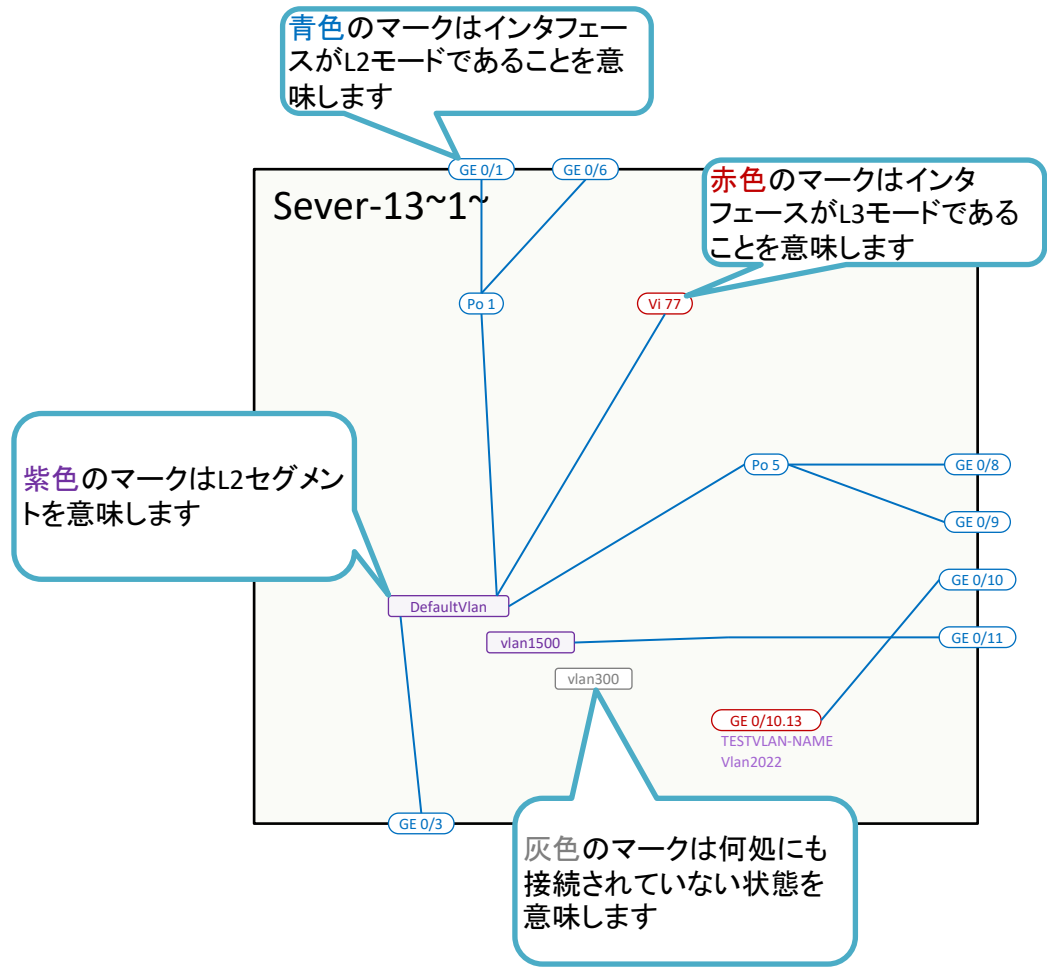 青色のマークはインタフェー
スがL2モードであることを意
味します
GE 0/1
GE 0/6
Sever-13~1~
赤色のマークはインタ
フェースがL3モードである
ことを意味します
Po 1
Vi 77
紫色のマークはL2セグメン
トを意味します
Po 5
GE 0/8
GE 0/9
GE 0/10
DefaultVlan
vlan1500
GE 0/11
vlan300
GE 0/10.13
TESTVLAN-NAME
Vlan2022
GE 0/3
灰色のマークは何処にも
接続されていない状態を
意味します